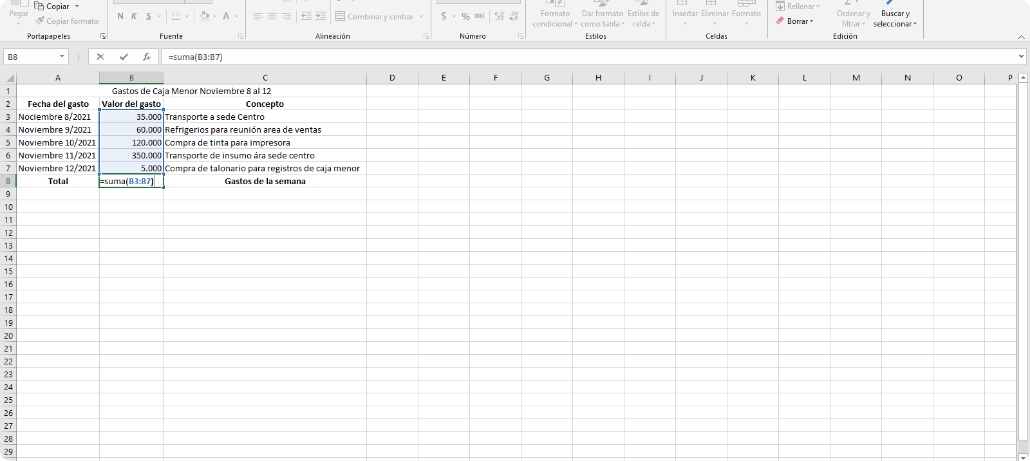 Pegar Copiar Copiar formato N K S A Combinar y centrar $ % 000 Formato condicional Dar formato como tabla Estilos de celda Insertar Eliminar Formato Rellenar Borrar Ordenar y filtrar Buscar y seleccionar
Portapapeles Fuente Alineación Número Estilos Celdas Edición
B8 fx =suma(B3:B7)
A B C D E F G H I J K L M N O P
1 Gastos de Caja Menor Noviembre 8 al 12
2 Fecha del gasto Valor del gasto Concepto
3 Nociembre 8/2021 35.000 Transporte a sede Centro
4 Noviembre 9/2021 60.000 Refrigerios para reunión area de ventas
5 Noviembre 10/2021 120.000 Compra de tinta para impresora
6 Noviembre 11/2021 350.000 Transporte de insumo ára sede centro
7 Noviembre 12/2021 5.000 Compra de talonario para registros de caja menor
8 Total =suma(B3:B7) Gastos de la semana
9
10
11
12
13
14
15
16
17
18
19
20
21
22
23
24
25
26
27
28
29